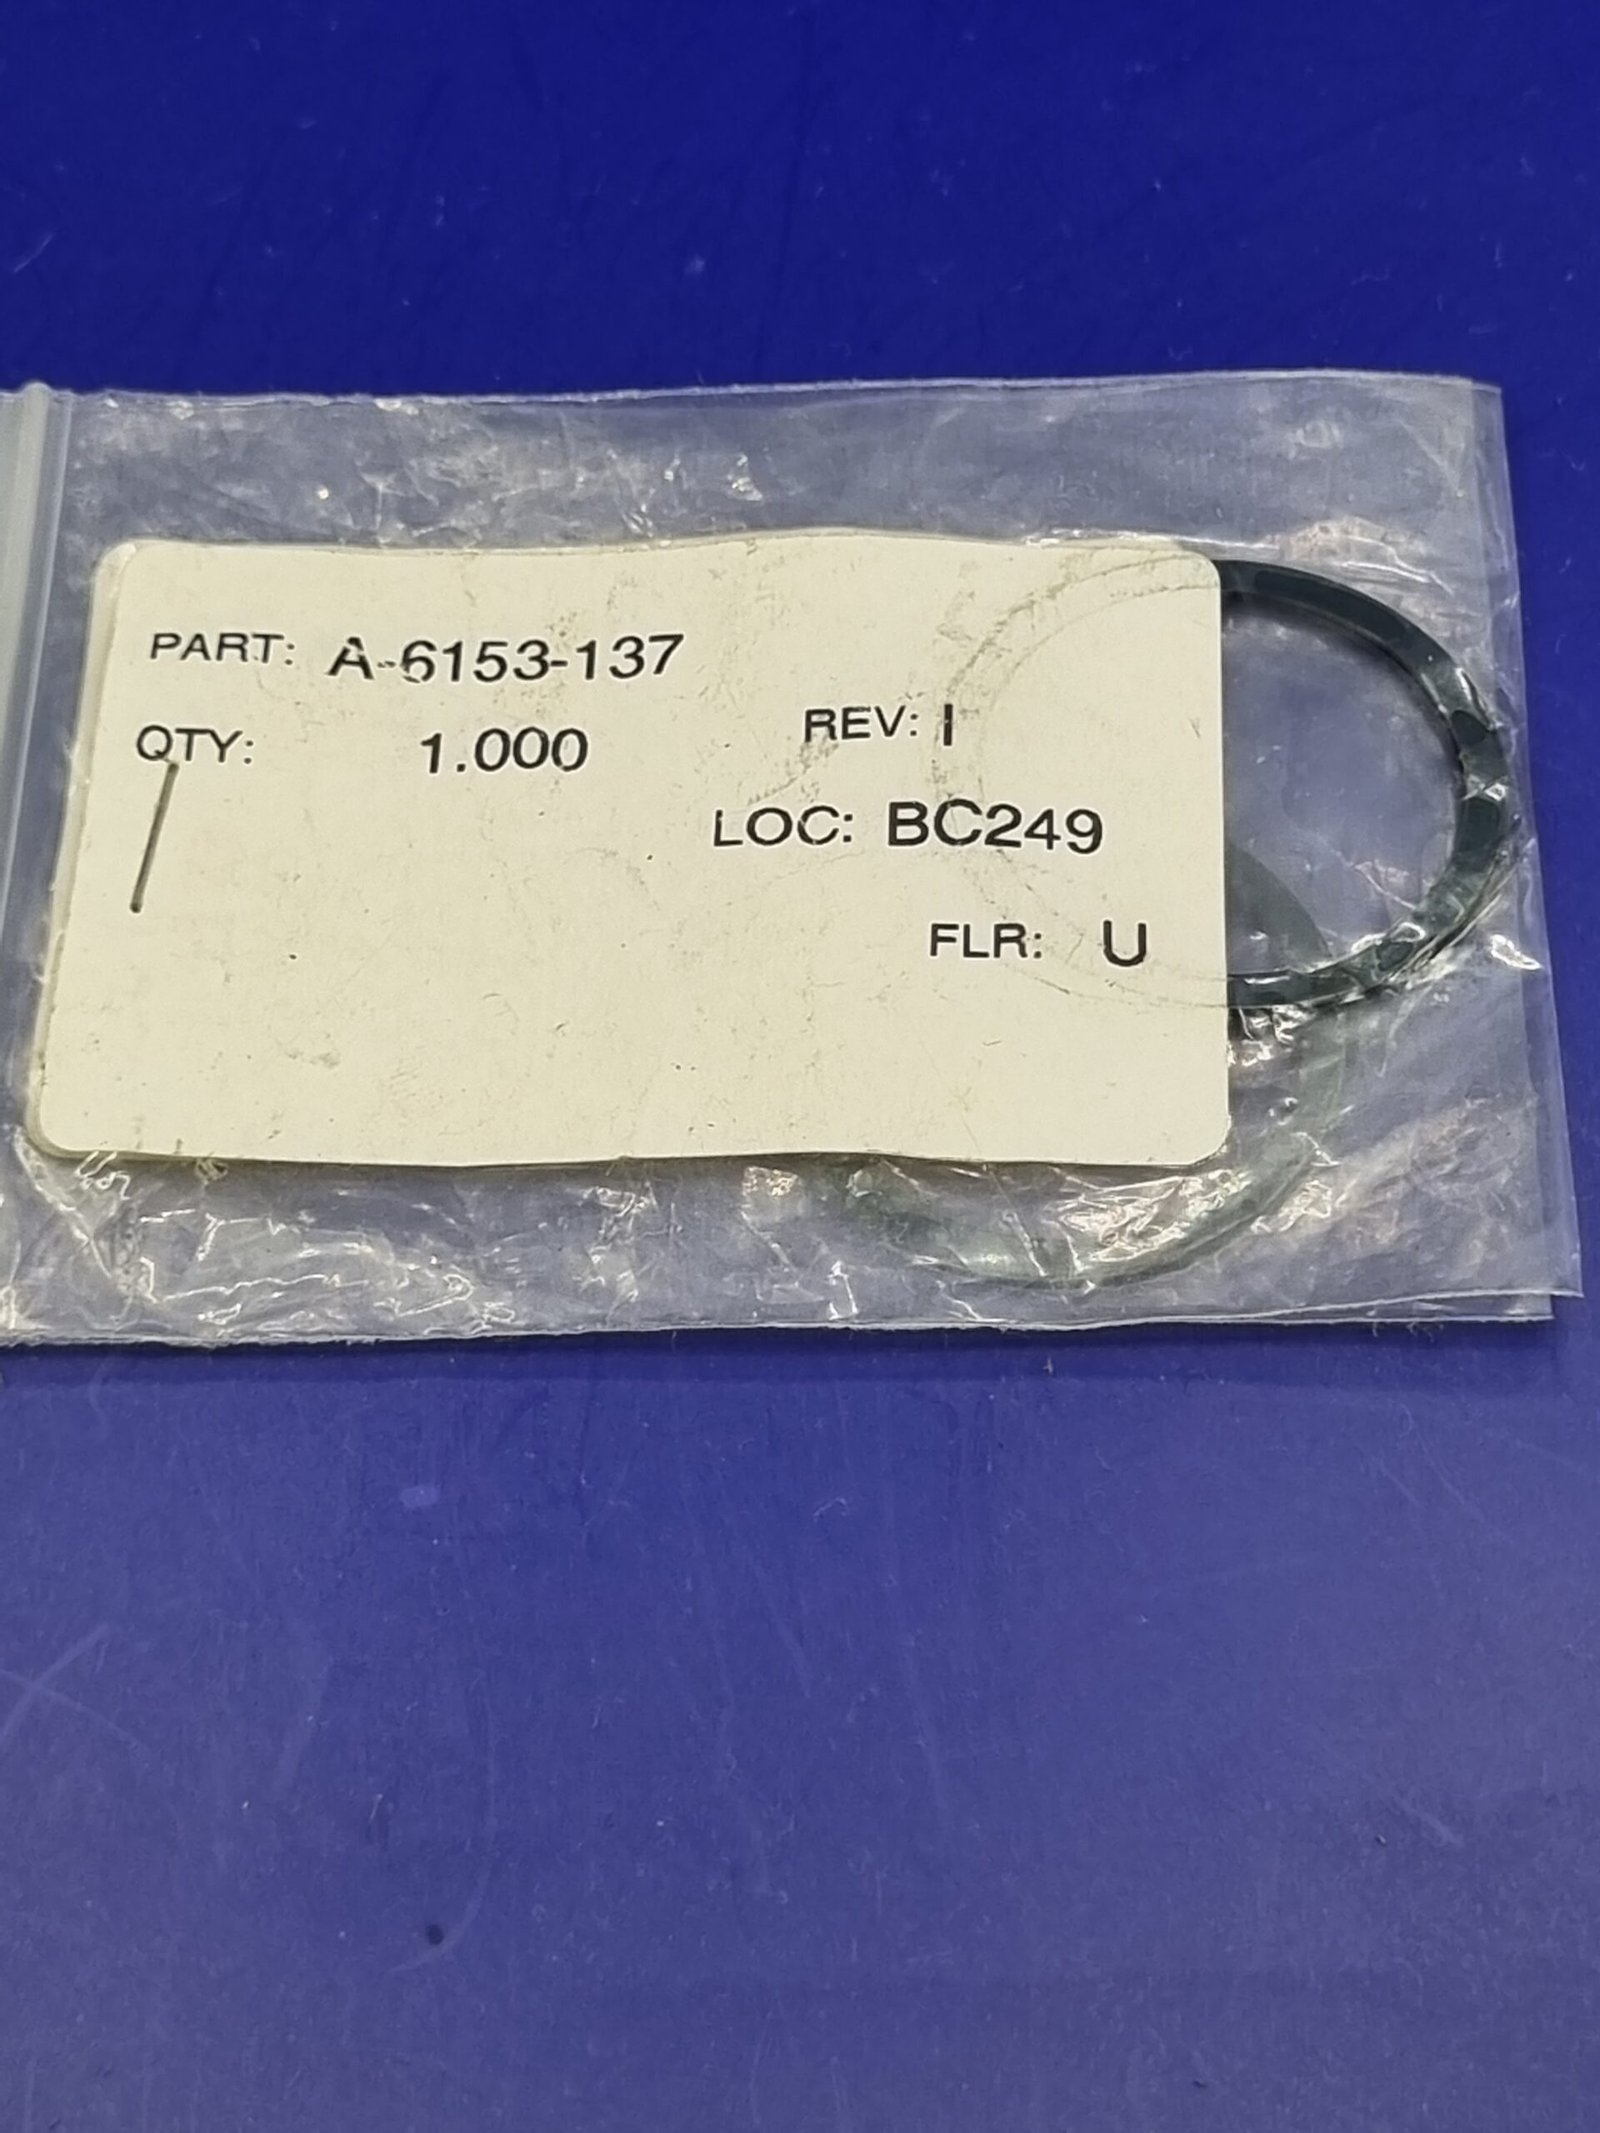 PART: A-6153-137
QTY: 1.000
REV: I
LOC: BC249
FLR: U